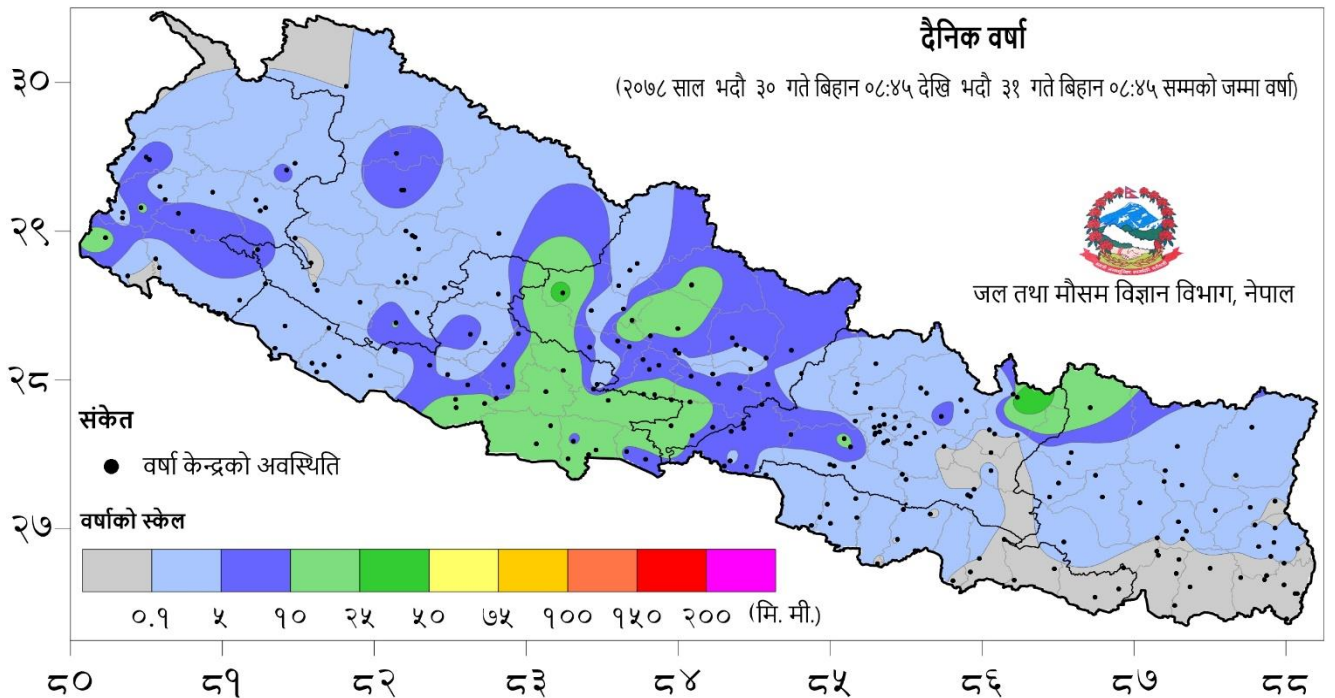 दैनिक वर्षा
(२०७८ साल भदौ ३० गते बिहान ०८:४५ देखि भदौ ३१ गते बिहान ०८:४५ सम्मको जम्मा वर्षा)
३०
२९
२८
२७
जल तथा मौसम विज्ञान विभाग, नेपाल
संकेत
वर्षा केन्द्रको अवस्थिति
वर्षाको स्केल
०.१ ५ १० २५ ५० ७५ १०० १५० २०० (मि. मी.)
८० ८१ ८२ ८३ ८४ ८५ ८६ ८७ ८८